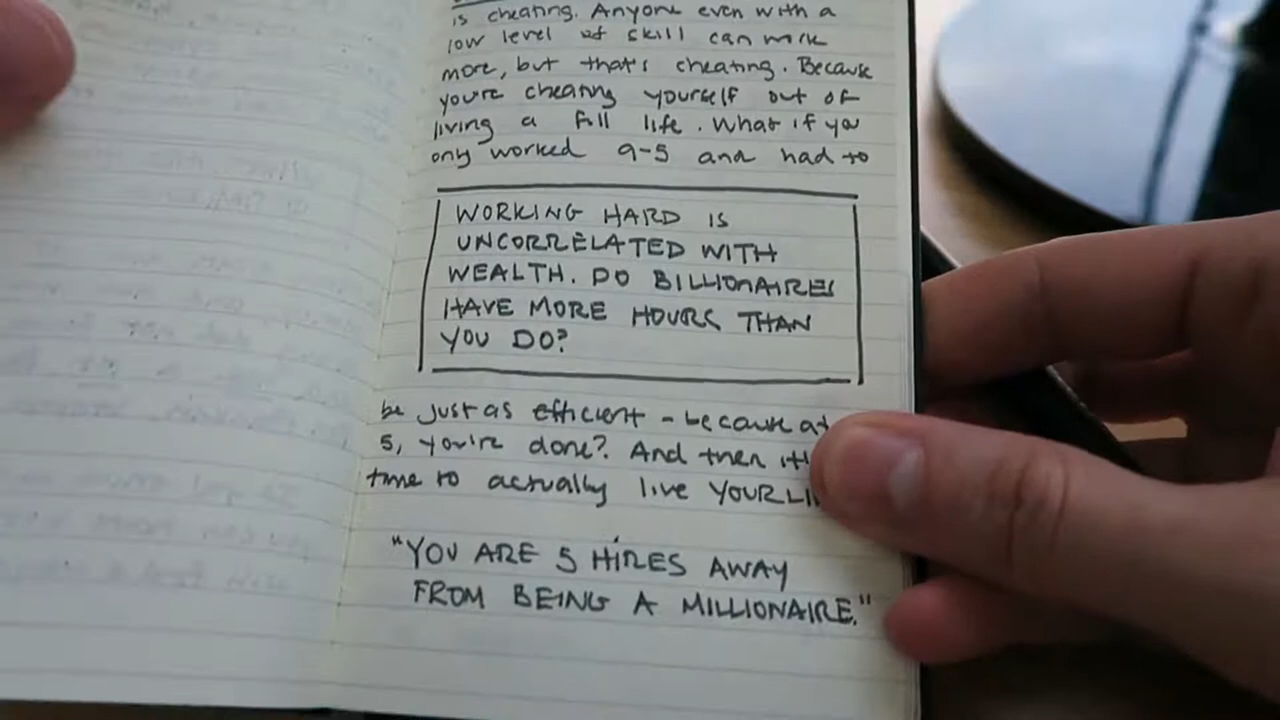 is cheating. Anyone even with a
low level of skill can work
more, but that's cheating. Because
you're cheating yourself out of
living a full life. What if you
only worked 9-5 and had to
WORKING HARD IS
UNCORRELATED WITH
WEALTH. DO BILLIONAIRES
HAVE MORE HOURS THAN
YOU DO?
be just as efficient - because at
5, you're done? And then it's
time to actually live YOUR
"YOU ARE 5 HIRES AWAY
FROM BEING A MILLIONAIRE."